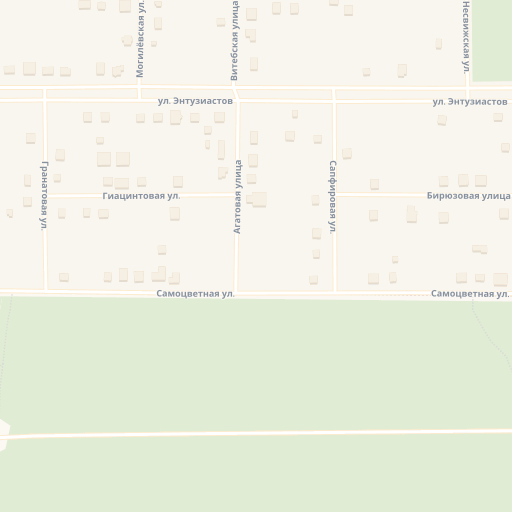 Могилёвская ул.
Витебская улица
Несвижская ул.
ул. Энтузиастов
ул. Энтузиастов
Гранатовая ул.
Гиацинтовая ул.
Агатовая улица
Сапфировая ул.
Бирюзовая улица
Самоцветная ул.
Самоцветная ул.